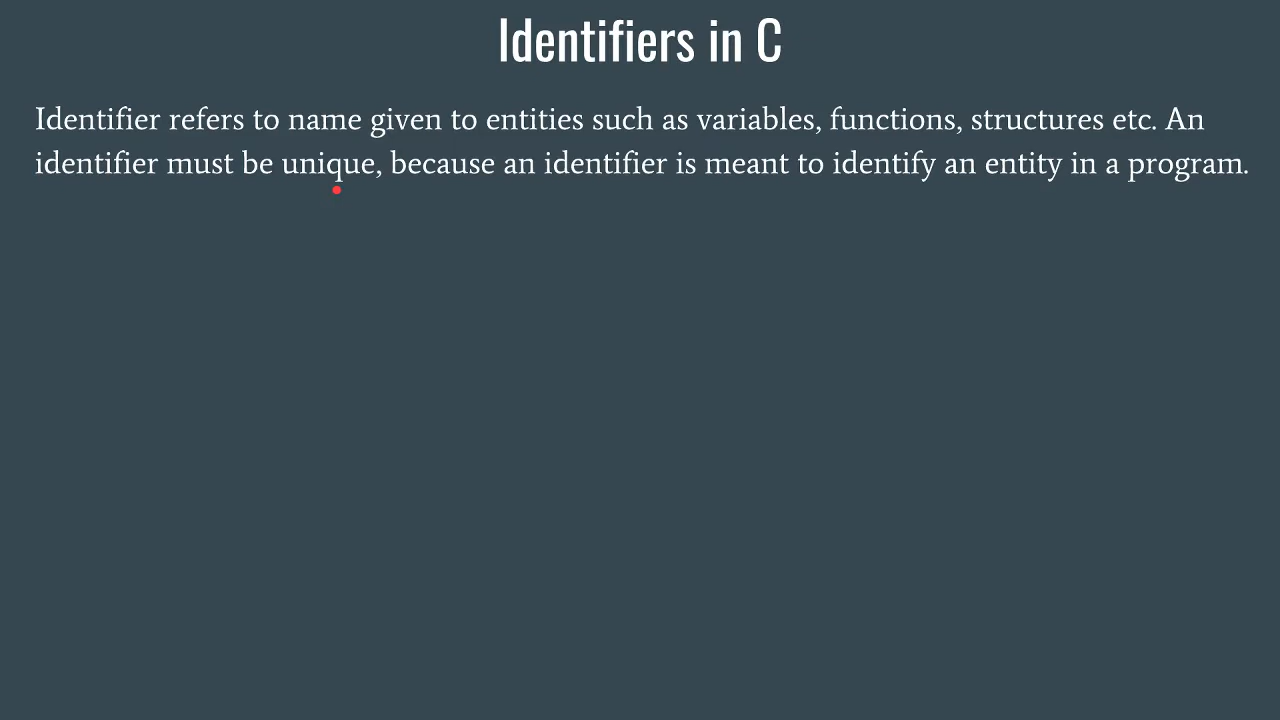 Identifiers in C
Identifier refers to name given to entities such as variables, functions, structures etc. An
identifier must be unique, because an identifier is meant to identify an entity in a program.